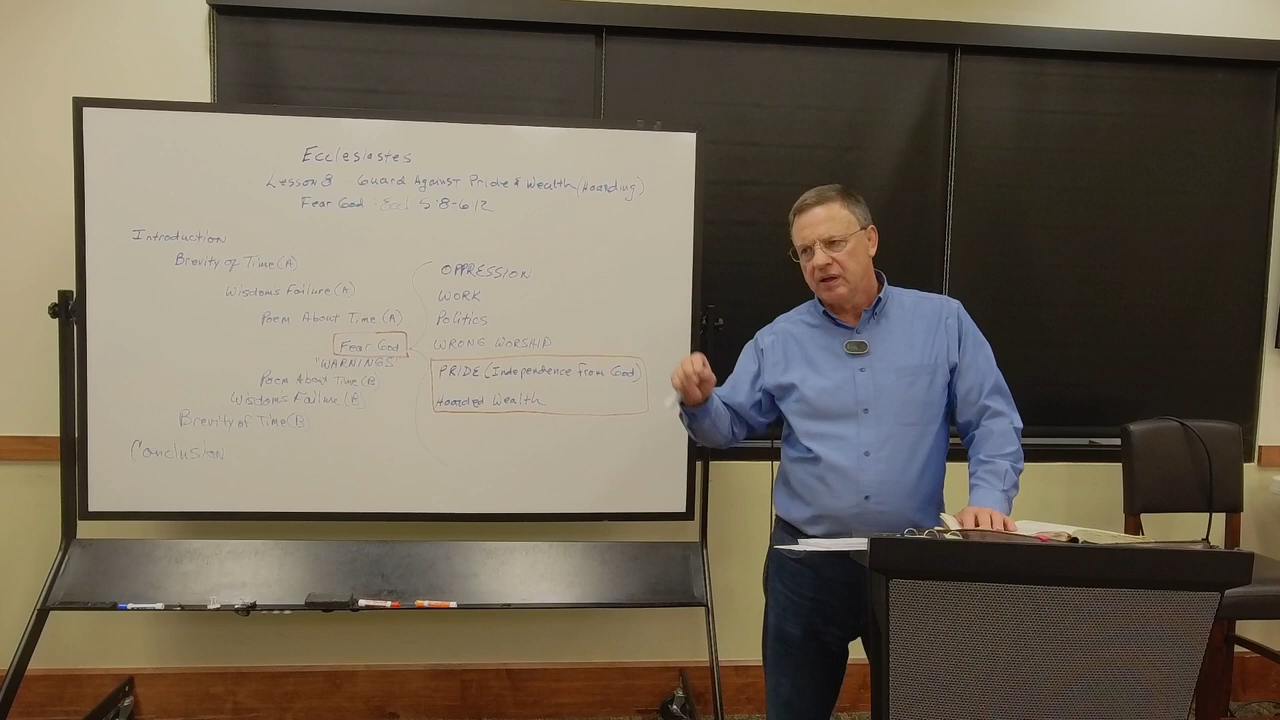 Ecclesiastes
Lesson 8 Guard Against Pride & Wealth (Hoarding)
Fear God : Eccl 5:8-6:12
Introduction
Brevity of Time (A)
Wisdoms Failure (A)
Poem About Time (A)
Fear God
"WARNINGS"
Poem About Time (B)
Wisdoms Failure (B)
Brevity of Time (B)
Conclusion
OPPRESSION
WORK
Politics
WRONG WORSHIP
PRIDE (Independence From God)
Hoarded Wealth